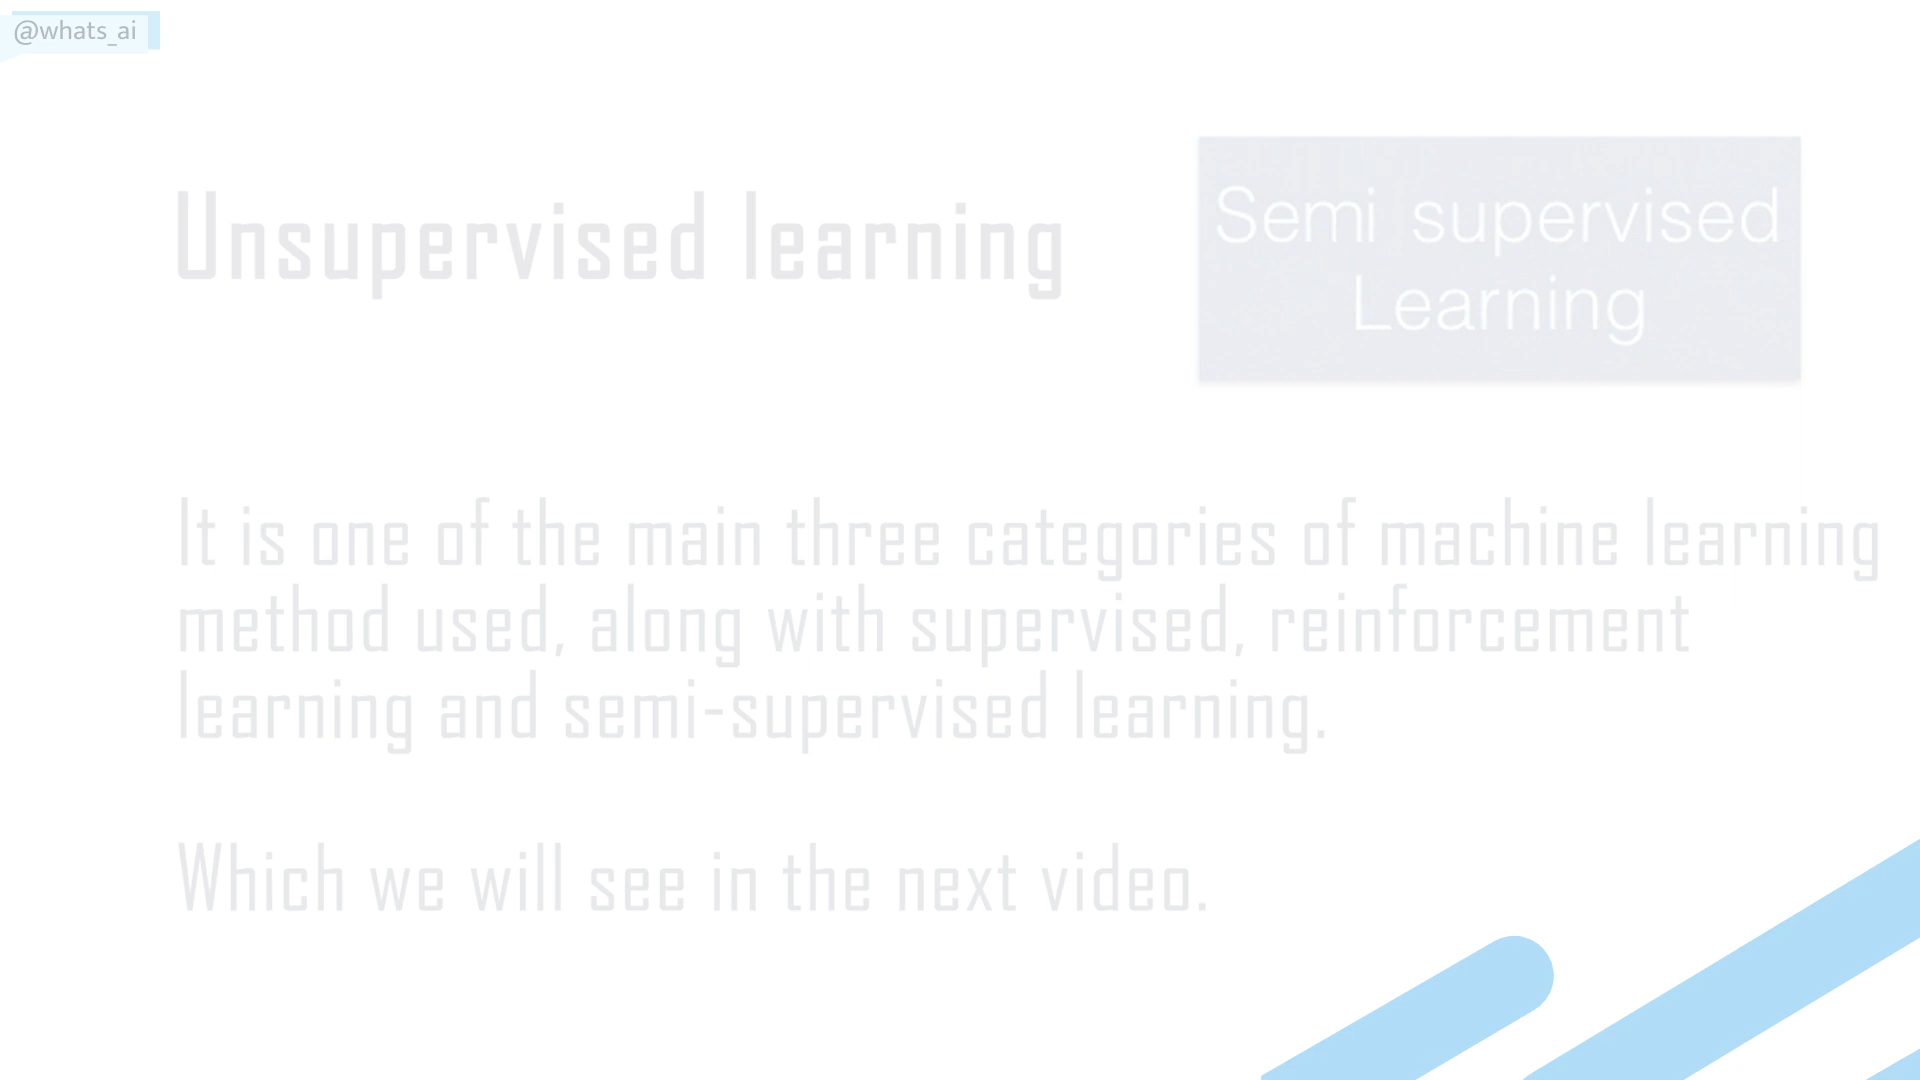 @whats_ai
Unsupervised learning
Semi supervised
Learning
It is one of the main three categories of machine learning
method used, along with supervised, reinforcement
learning and semi-supervised learning.
Which we will see in the next video.